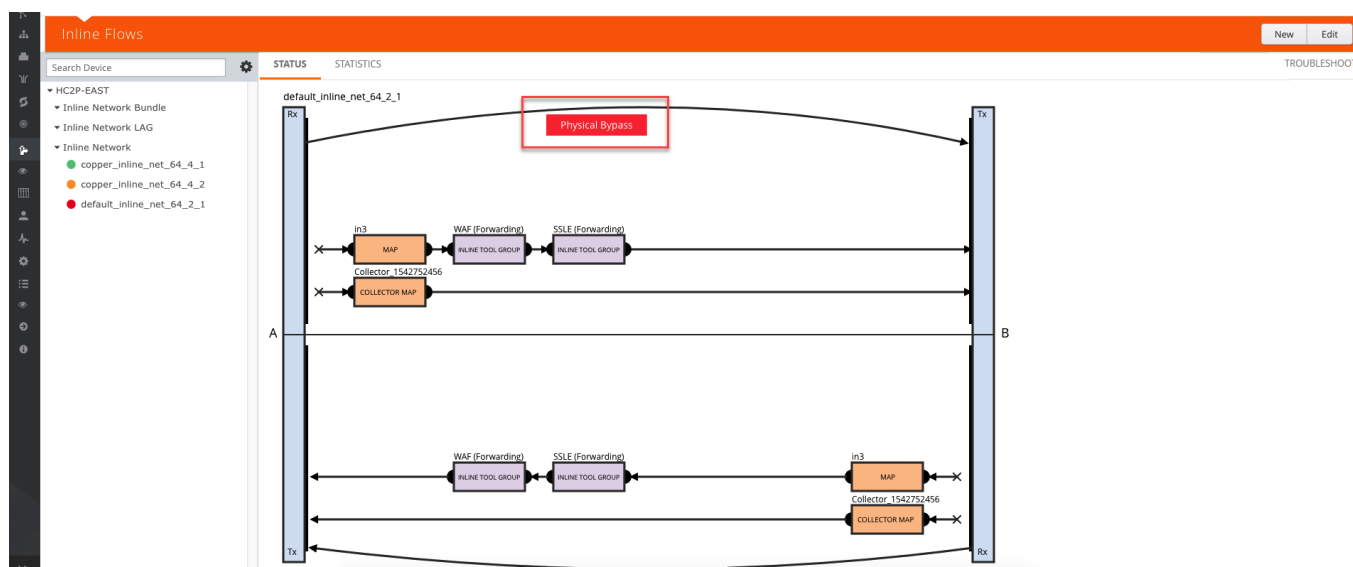 Inline Flows
New
Edit
Search Device
STATUS
STATISTICS
TROUBLESHOOT
HC2P-EAST
Inline Network Bundle
Inline Network LAG
Inline Network
copper_inline_net_64_4_1
copper_inline_net_64_4_2
default_inline_net_64_2_1
default_inline_net_64_2_1
Rx
Physical Bypass
Tx
in3
WAF (Forwarding)
SSLE (Forwarding)
MAP
INLINE TOOL GROUP
INLINE TOOL GROUP
Collector_1542752456
COLLECTOR MAP
A
B
WAF (Forwarding)
SSLE (Forwarding)
in3
INLINE TOOL GROUP
INLINE TOOL GROUP
MAP
Collector_1542752456
COLLECTOR MAP
Tx
Rx